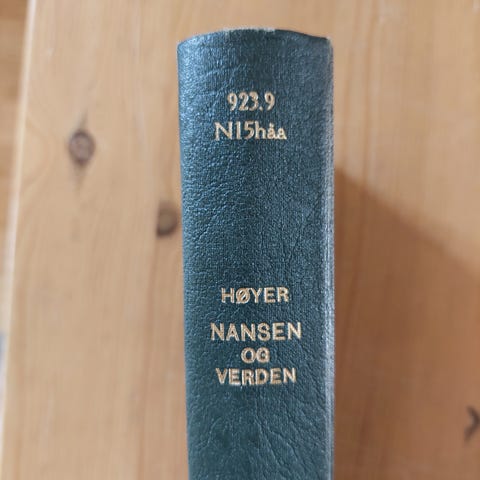 923.9
N15håa
HØYER
NANSEN
OG
VERDEN